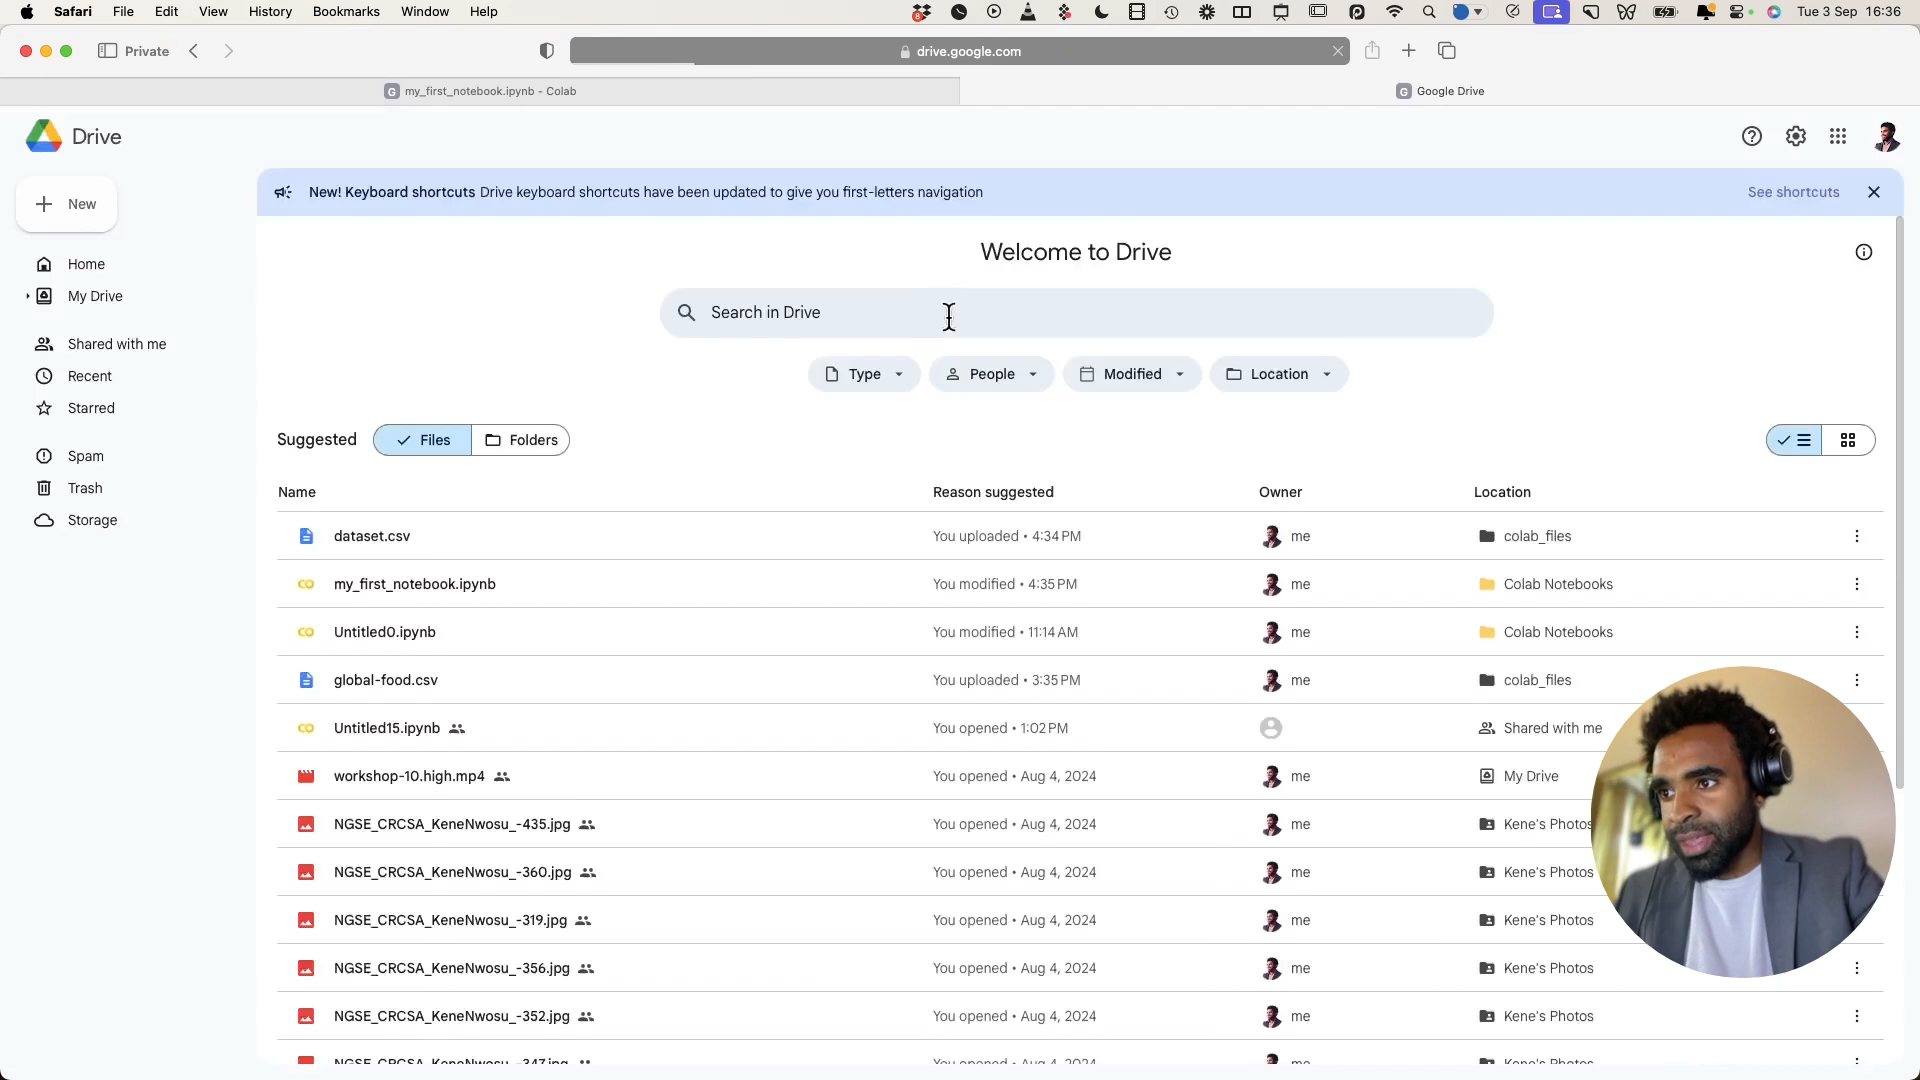 Safari File Edit View History Bookmarks Window Help 8 Tue 3 Sep 16:36
Private drive.google.com
G my_first_notebook.ipynb - Colab G Google Drive
Drive
New! Keyboard shortcuts Drive keyboard shortcuts have been updated to give you first-letters navigation See shortcuts
New
Welcome to Drive
Home
My Drive
Search in Drive
Shared with me
Recent
Type People Modified Location
Starred
Suggested Files Folders
Spam
Trash
Storage
Name Reason suggested Owner Location
dataset.csv You uploaded • 4:34 PM me colab_files
my_first_notebook.ipynb You modified • 4:35 PM me Colab Notebooks
Untitled0.ipynb You modified • 11:14 AM me Colab Notebooks
global-food.csv You uploaded • 3:35 PM me colab_files
Untitled15.ipynb You opened • 1:02 PM Shared with me
workshop-10.high.mp4 You opened • Aug 4, 2024 me My Drive
NGSE_CRCSA_KeneNwosu_-435.jpg You opened • Aug 4, 2024 me Kene's Photos
NGSE_CRCSA_KeneNwosu_-360.jpg You opened • Aug 4, 2024 me Kene's Photos
NGSE_CRCSA_KeneNwosu_-319.jpg You opened • Aug 4, 2024 me Kene's Photos
NGSE_CRCSA_KeneNwosu_-356.jpg You opened • Aug 4, 2024 me Kene's Photos
NGSE_CRCSA_KeneNwosu_-352.jpg You opened • Aug 4, 2024 me Kene's Photos
NGSE_CRCSA_KeneNwosu_-347.jpg You opened • Aug 4, 2024 me Kene's Photos